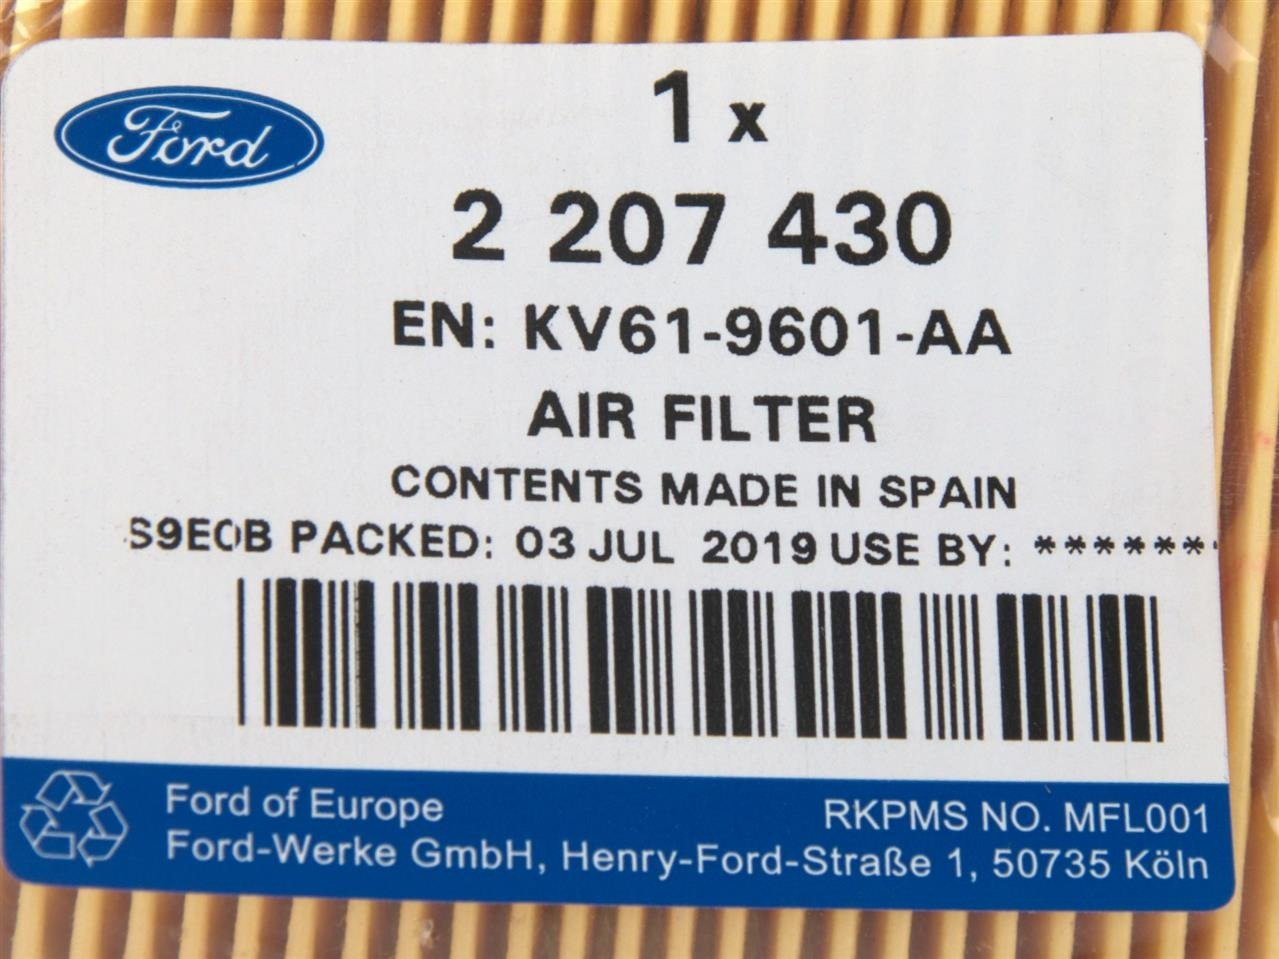 Ford
1 x
2 207 430
EN: KV61-9601-AA
AIR FILTER
CONTENTS MADE IN SPAIN
PACKED: 03 JUL 2019 USE BY: *******
Ford of Europe
RKPMS NO. MFL001
Ford-Werke GmbH, Henry-Ford-Straße 1, 50735 Köln